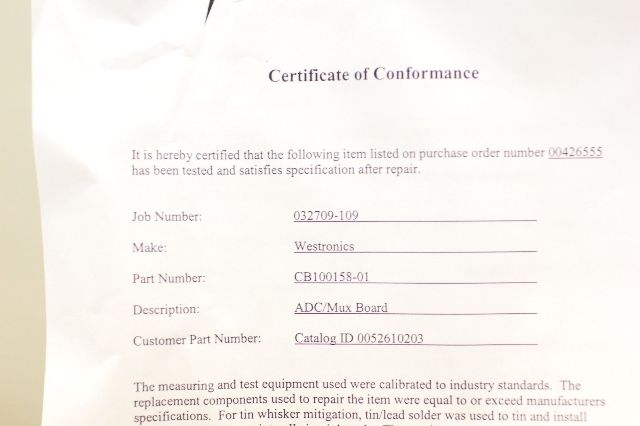 Certificate of Conformance
It is hereby certified that the following item listed on purchase order number 00426555
has been tested and satisfies specification after repair.
Job Number: 032709-109
Make: Westronics
Part Number: CB100158-01
Description: ADC/Mux Board
Customer Part Number: Catalog ID 0052610203
The measuring and test equipment used were calibrated to industry standards. The
replacement components used to repair the item were equal to or exceed manufacturers
specifications. For tin whisker mitigation, tin/lead solder was used to tin and install